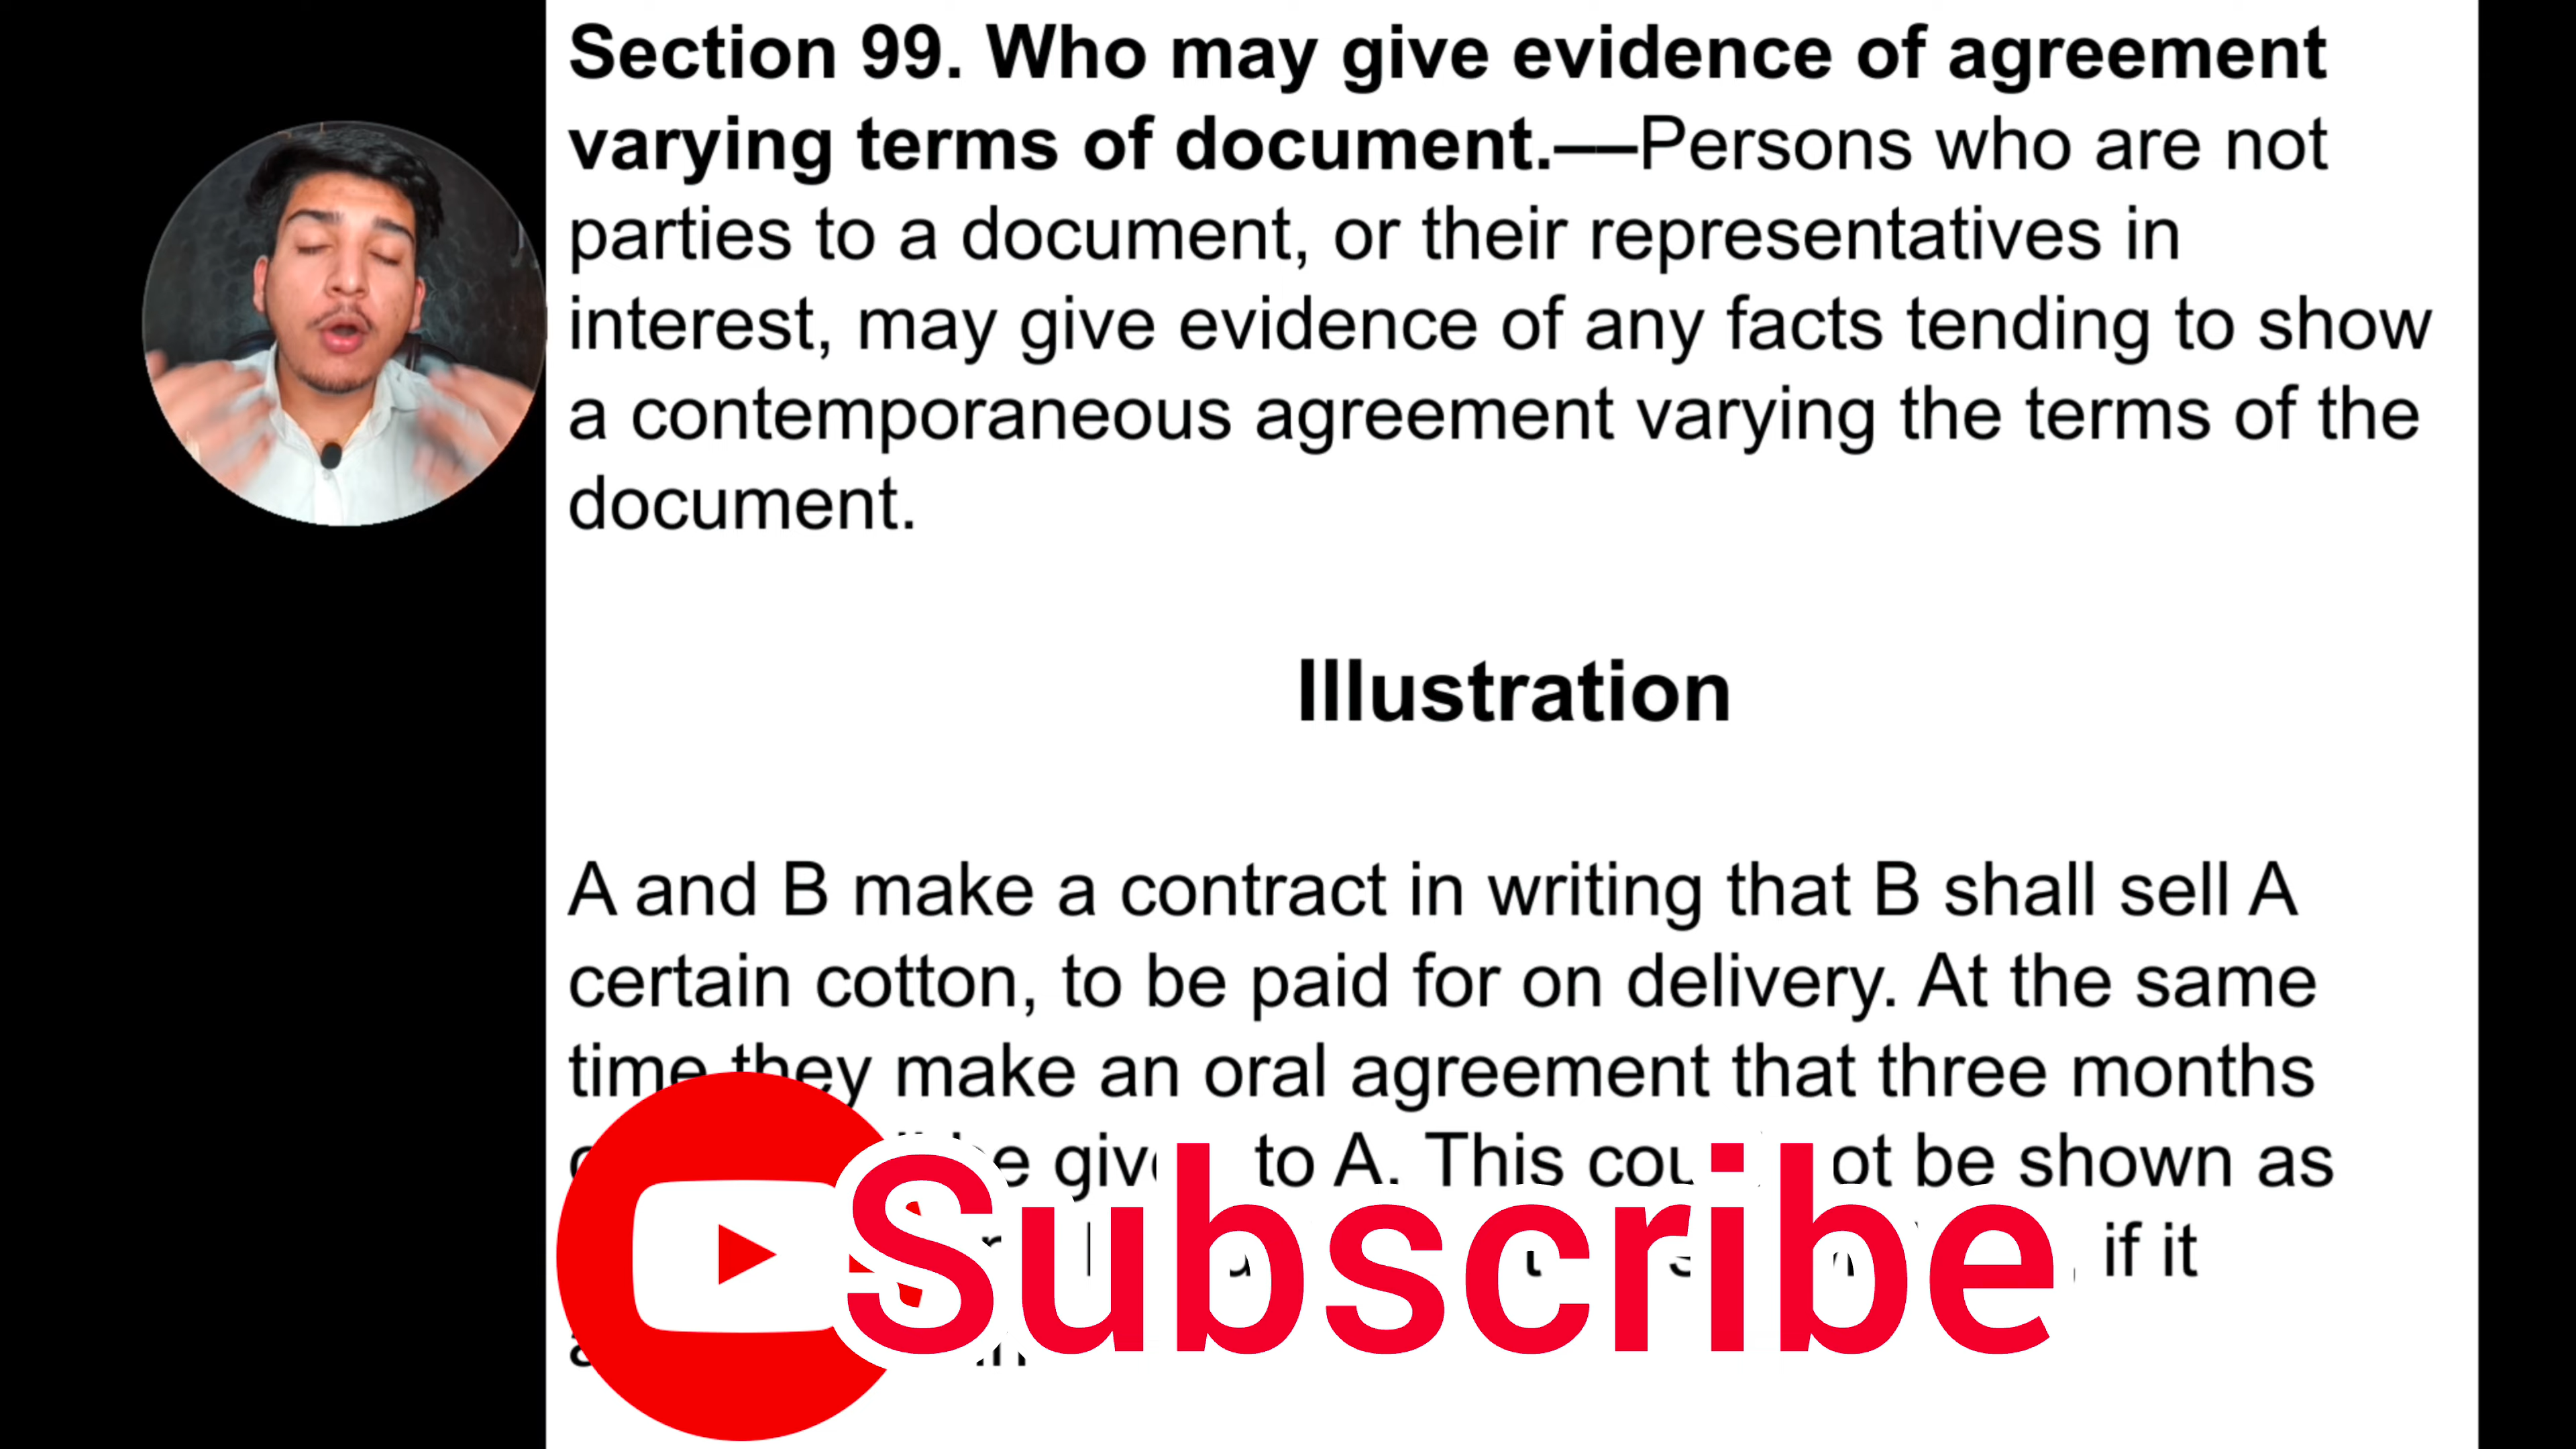 Section 99. Who may give evidence of agreement
varying terms of document.—Persons who are not
parties to a document, or their representatives in
interest, may give evidence of any facts tending to show
a contemporaneous agreement varying the terms of the
document.
Illustration
A and B make a contract in writing that B shall sell A
certain cotton, to be paid for on delivery. At the same
time they make an oral agreement that three months
to A. This not be shown as
if it
Subscribe